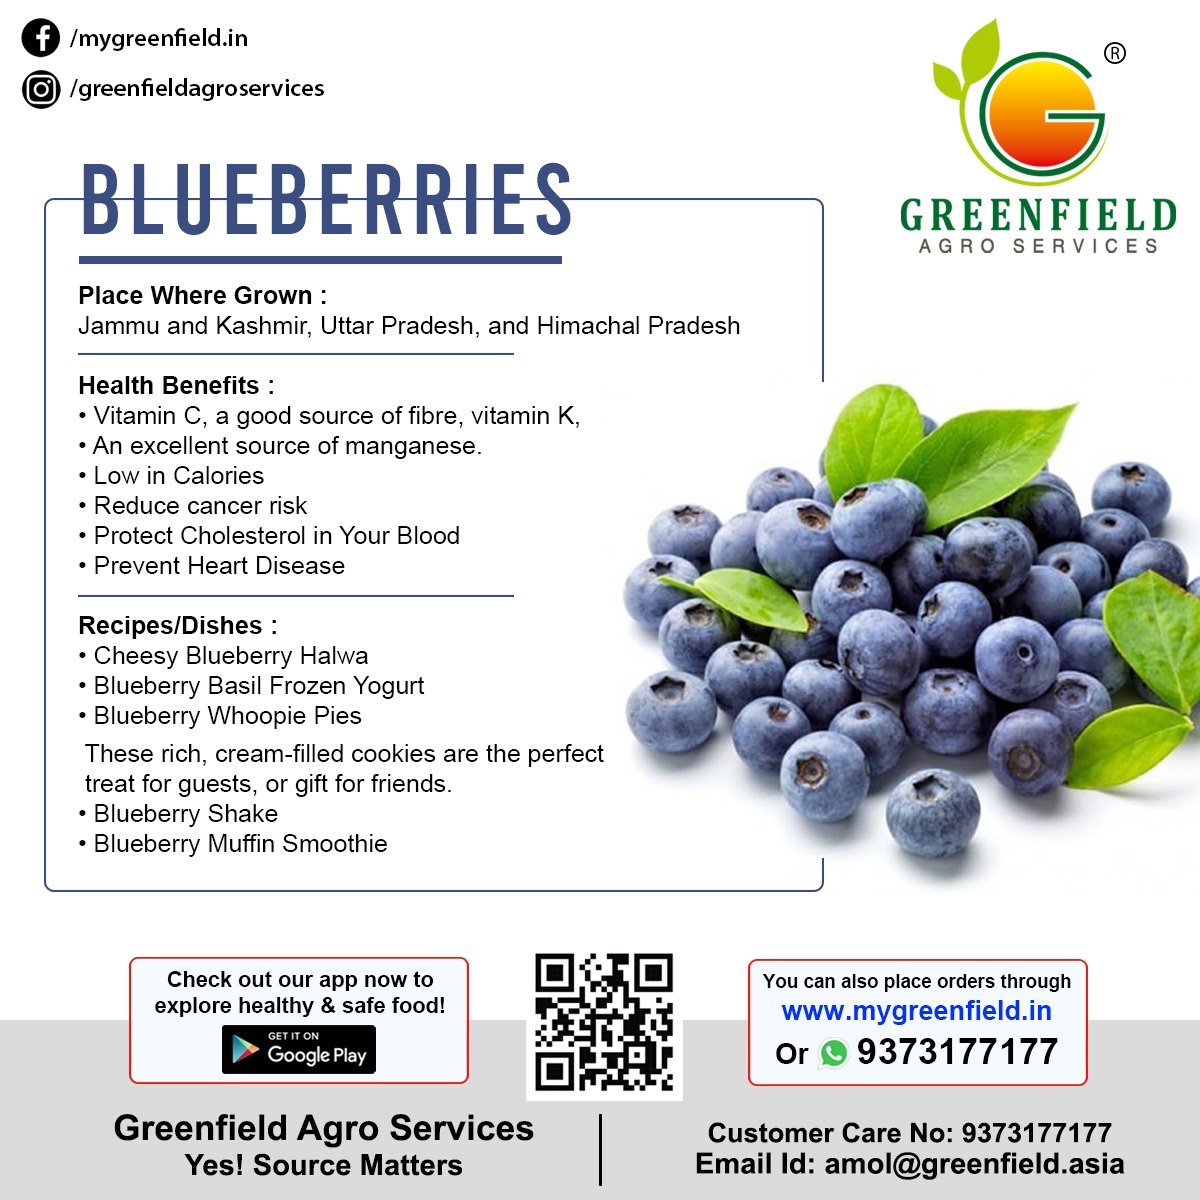 /mygreenfield.in
/greenfieldagroservices
®
GREENFIELD
AGRO SERVICES
BLUEBERRIES
Place Where Grown :
Jammu and Kashmir, Uttar Pradesh, and Himachal Pradesh
Health Benefits :
• Vitamin C, a good source of fibre, vitamin K,
• An excellent source of manganese.
• Low in Calories
• Reduce cancer risk
• Protect Cholesterol in Your Blood
• Prevent Heart Disease
Recipes/Dishes :
• Cheesy Blueberry Halwa
• Blueberry Basil Frozen Yogurt
• Blueberry Whoopie Pies
These rich, cream-filled cookies are the perfect
treat for guests, or gift for friends.
• Blueberry Shake
• Blueberry Muffin Smoothie
Check out our app now to
explore healthy & safe food!
GET IT ON
Google Play
You can also place orders through
www.mygreenfield.in
Or 9373177177
Greenfield Agro Services
Yes! Source Matters
Customer Care No: 9373177177
Email Id: amol@greenfield.asia